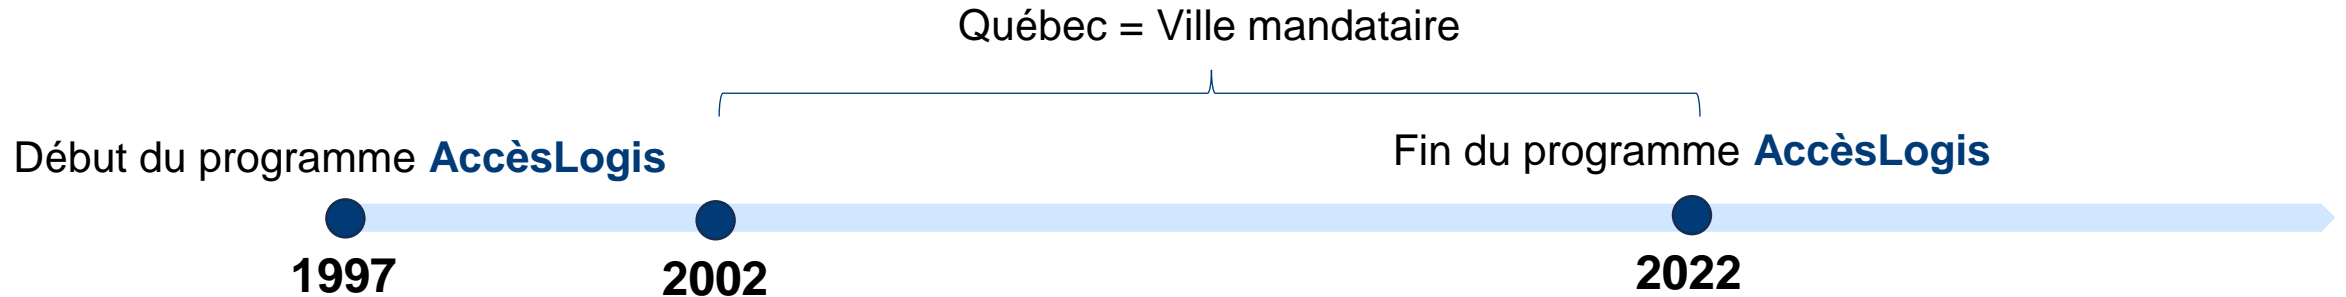 Québec = Ville mandataire
Début du programme AccèsLogis
Fin du programme AccèsLogis
1997
2002
2022